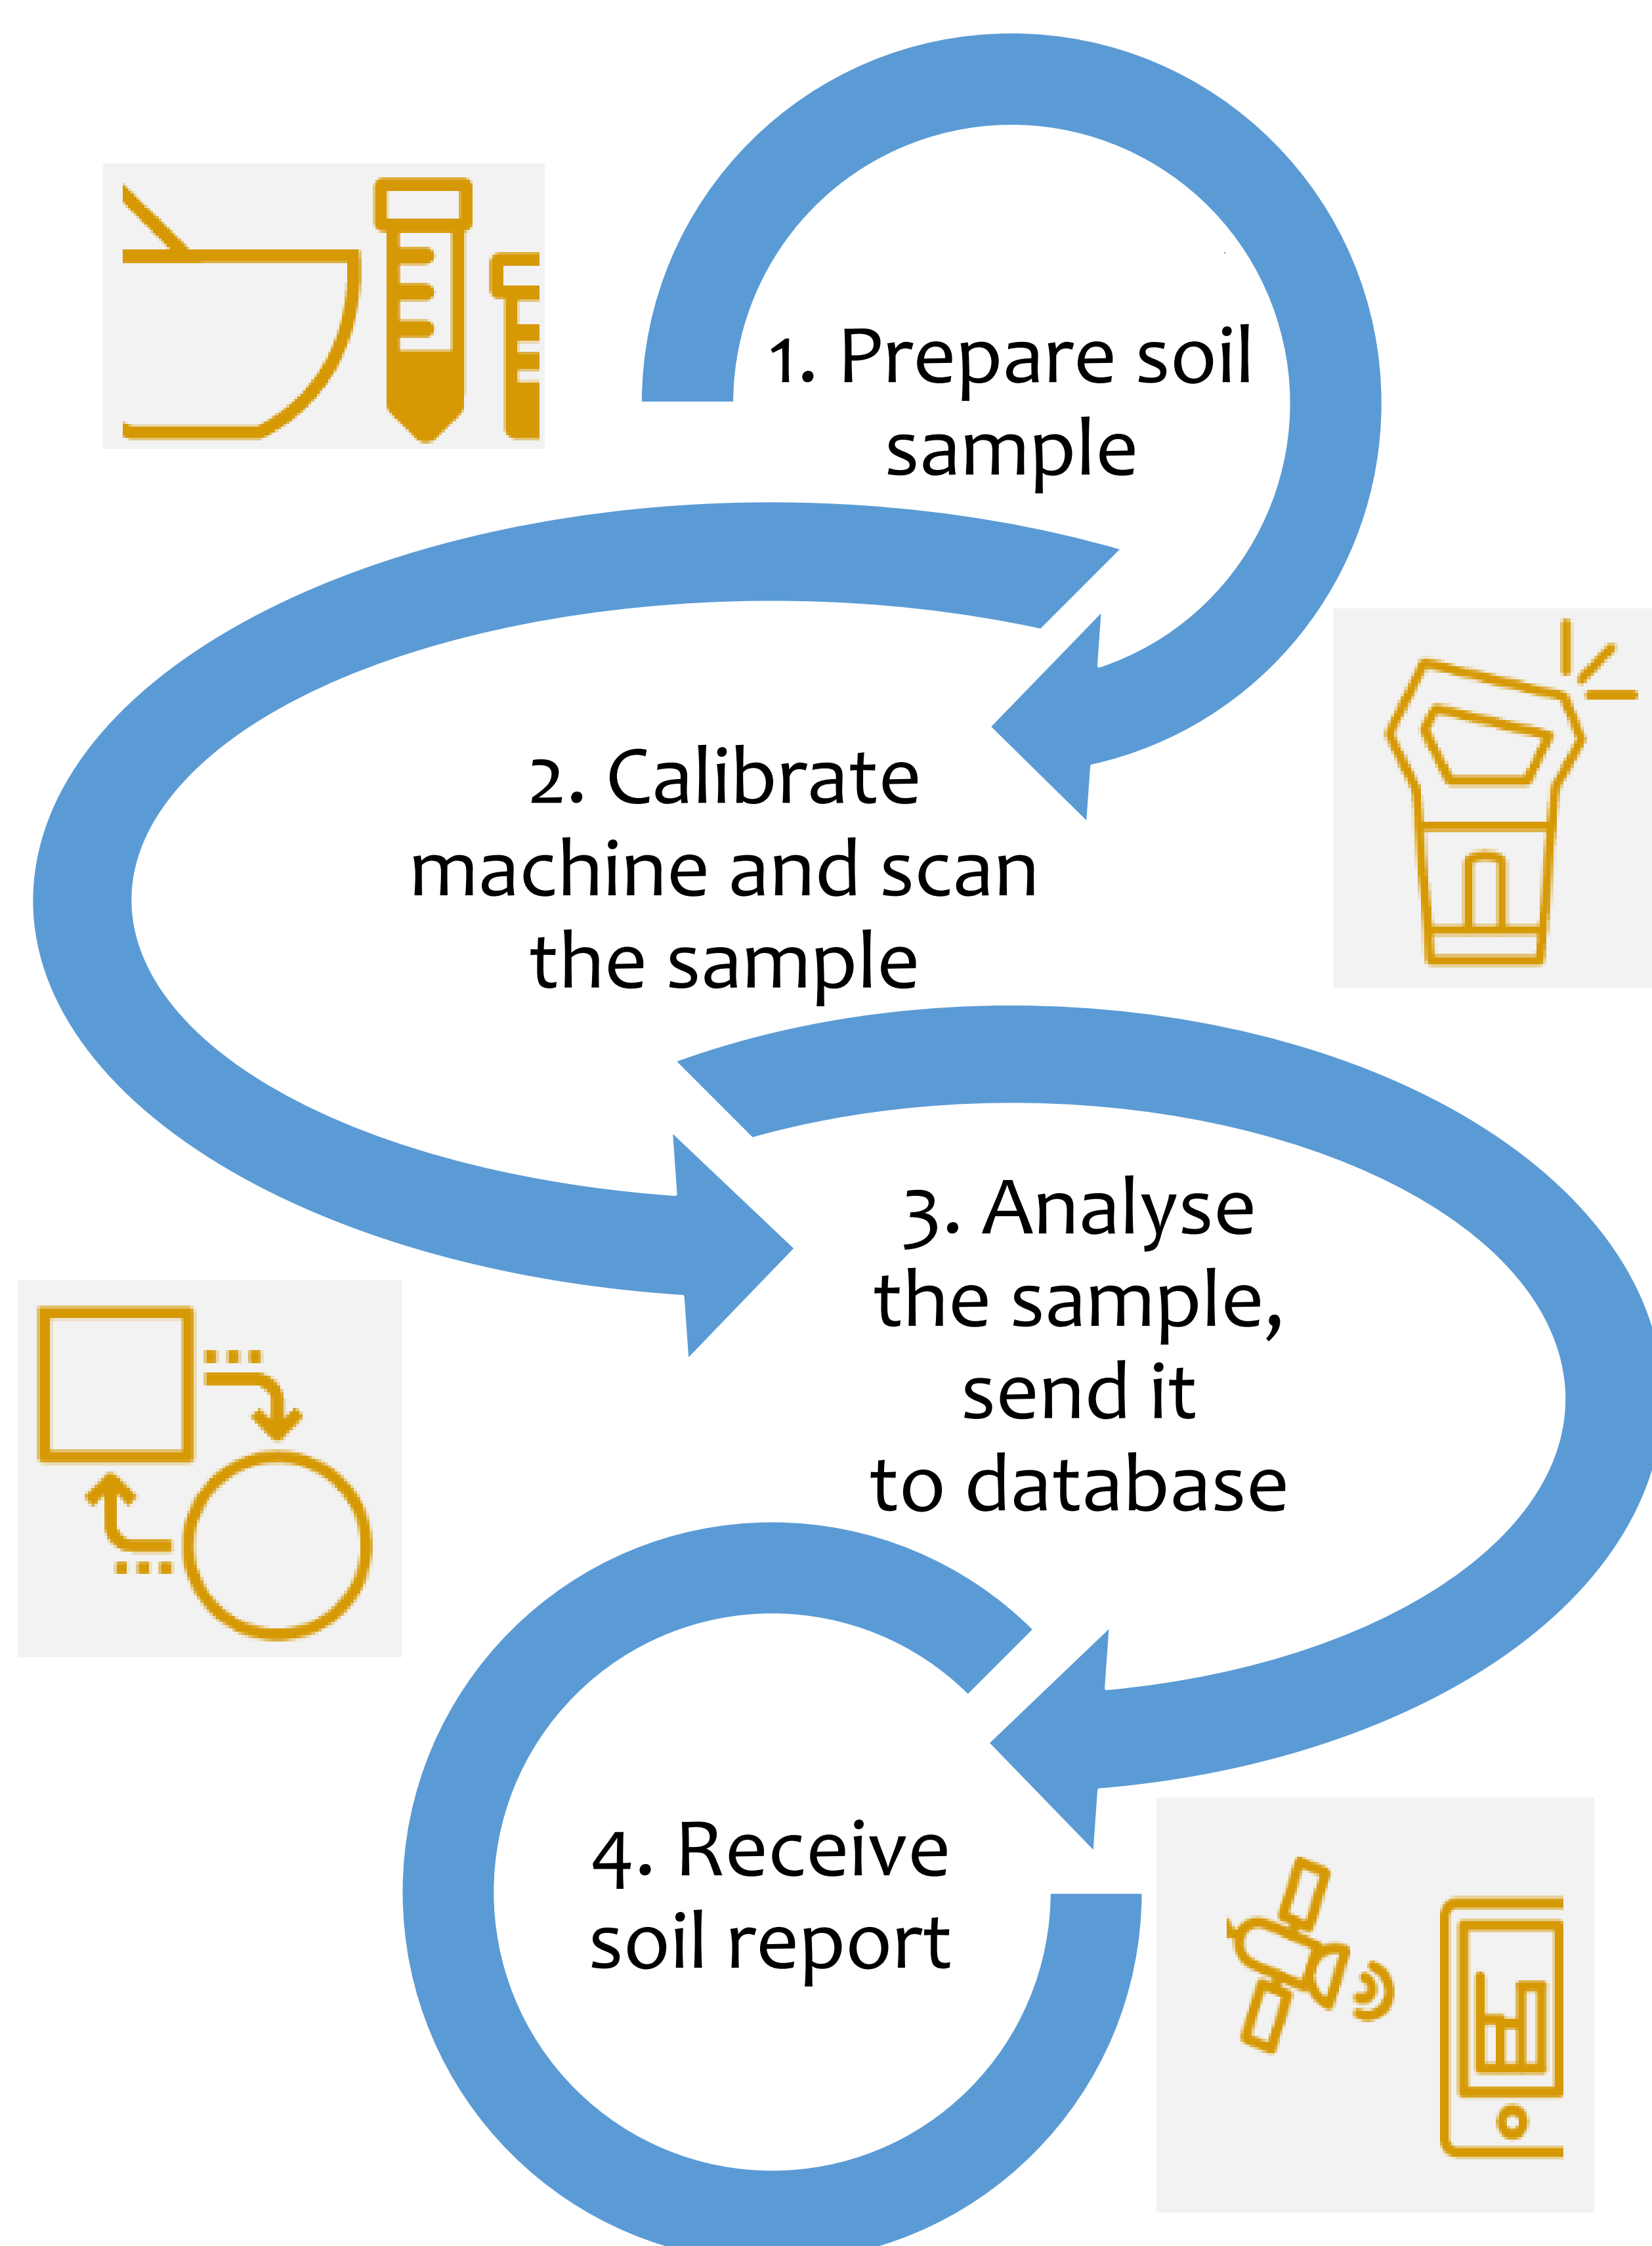 1. Prepare soil
sample
2. Calibrate
machine and scan
the sample
3. Analyse
the sample,
send it
to database
4. Receive
soil report